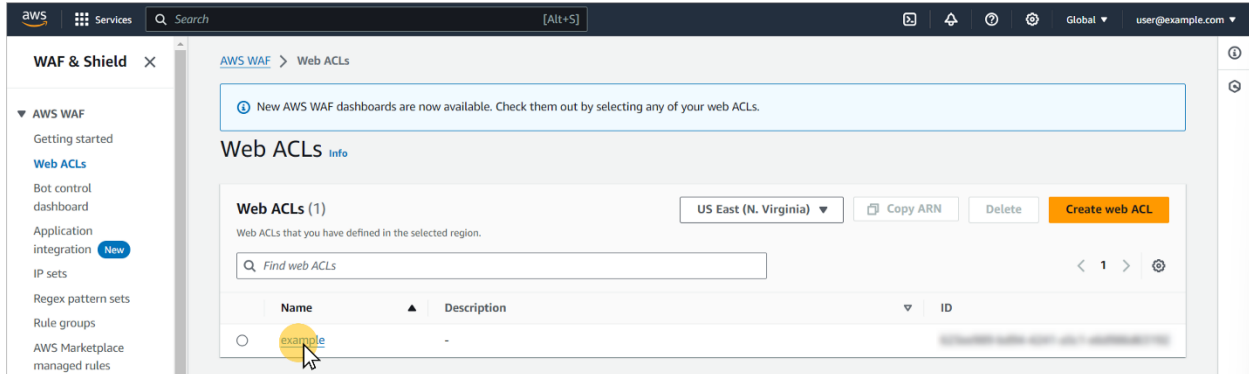 aws Services Search [Alt+S] Global ▼ user@example.com ▼
WAF & Shield
AWS WAF > Web ACLs
New AWS WAF dashboards are now available. Check them out by selecting any of your web ACLs.
▼ AWS WAF
Getting started
Web ACLs
Bot control
dashboard
Application
integration New
IP sets
Regex pattern sets
Rule groups
AWS Marketplace
managed rules
Web ACLs Info
Web ACLs (1) US East (N. Virginia) ▼ Copy ARN Delete Create web ACL
Web ACLs that you have defined in the selected region.
Find web ACLs < 1 >
Name ▲ Description ▽ ID
example -